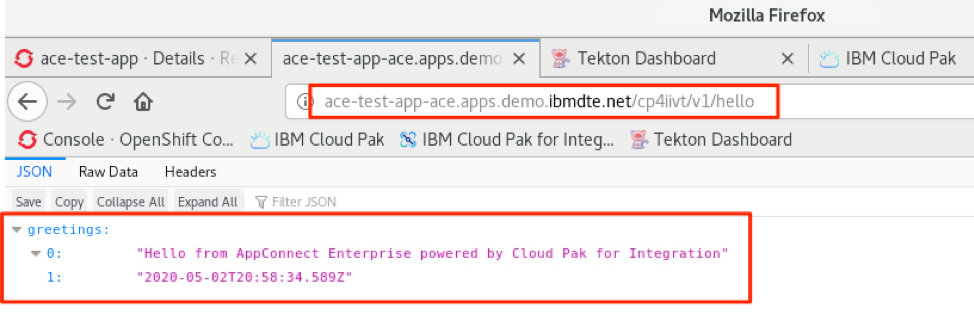 Mozilla Firefox
ace-test-app · Details · Re × ace-test-app-ace.apps.demo. × Tekton Dashboard × IBM Cloud Pak
ace-test-app-ace.apps.demo.ibmdte.net/cp4iivt/v1/hello
Console · OpenShift Co... IBM Cloud Pak IBM Cloud Pak for Integ... Tekton Dashboard
JSON Raw Data Headers
Save Copy Collapse All Expand All Filter JSON
greetings:
0: "Hello from AppConnect Enterprise powered by Cloud Pak for Integration"
1: "2020-05-02T20:58:34.589Z"